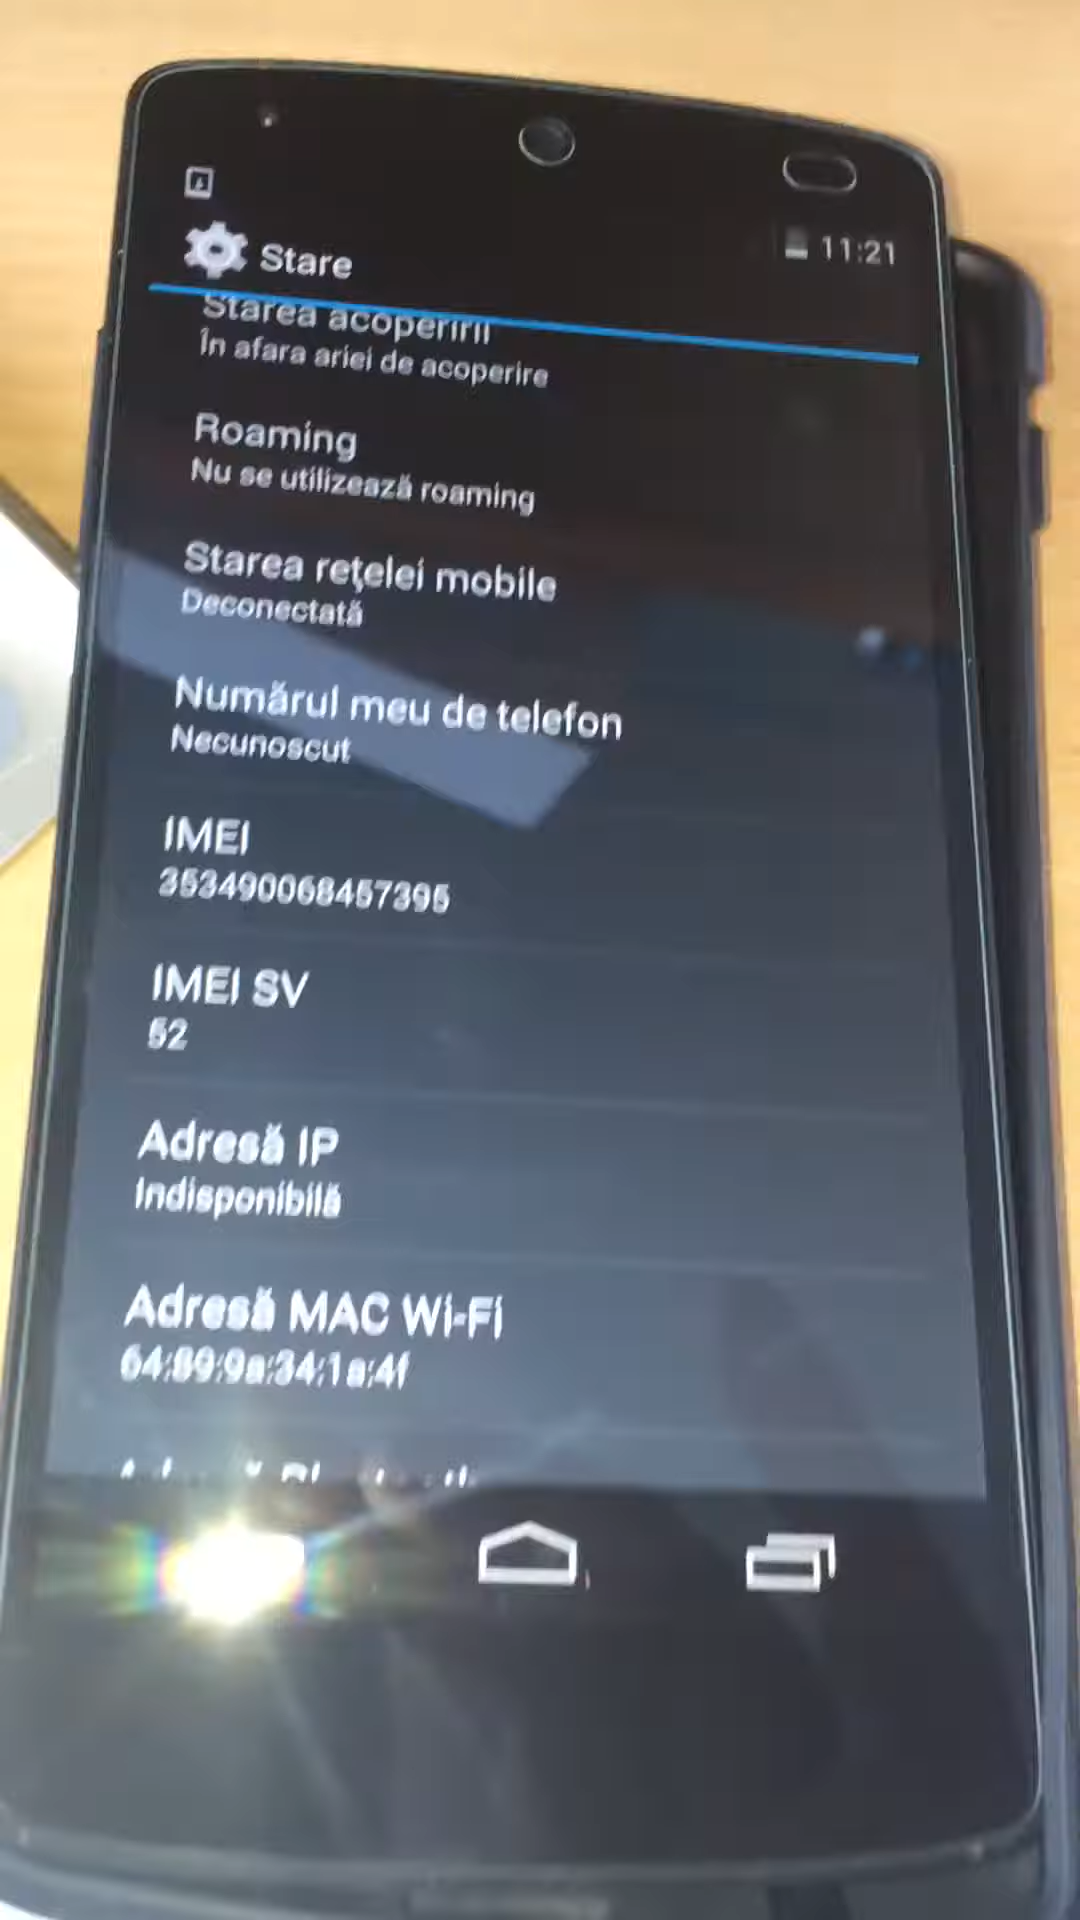 Stare
11:21
Starea acoperirii
În afara ariei de acoperire
Roaming
Nu se utilizează roaming
Starea rețelei mobile
Deconectată
Numărul meu de telefon
Necunoscut
IMEI
353490068457395
IMEI SV
52
Adresă IP
Indisponibilă
Adresă MAC Wi-Fi
64:89:9a:34:1a:4f